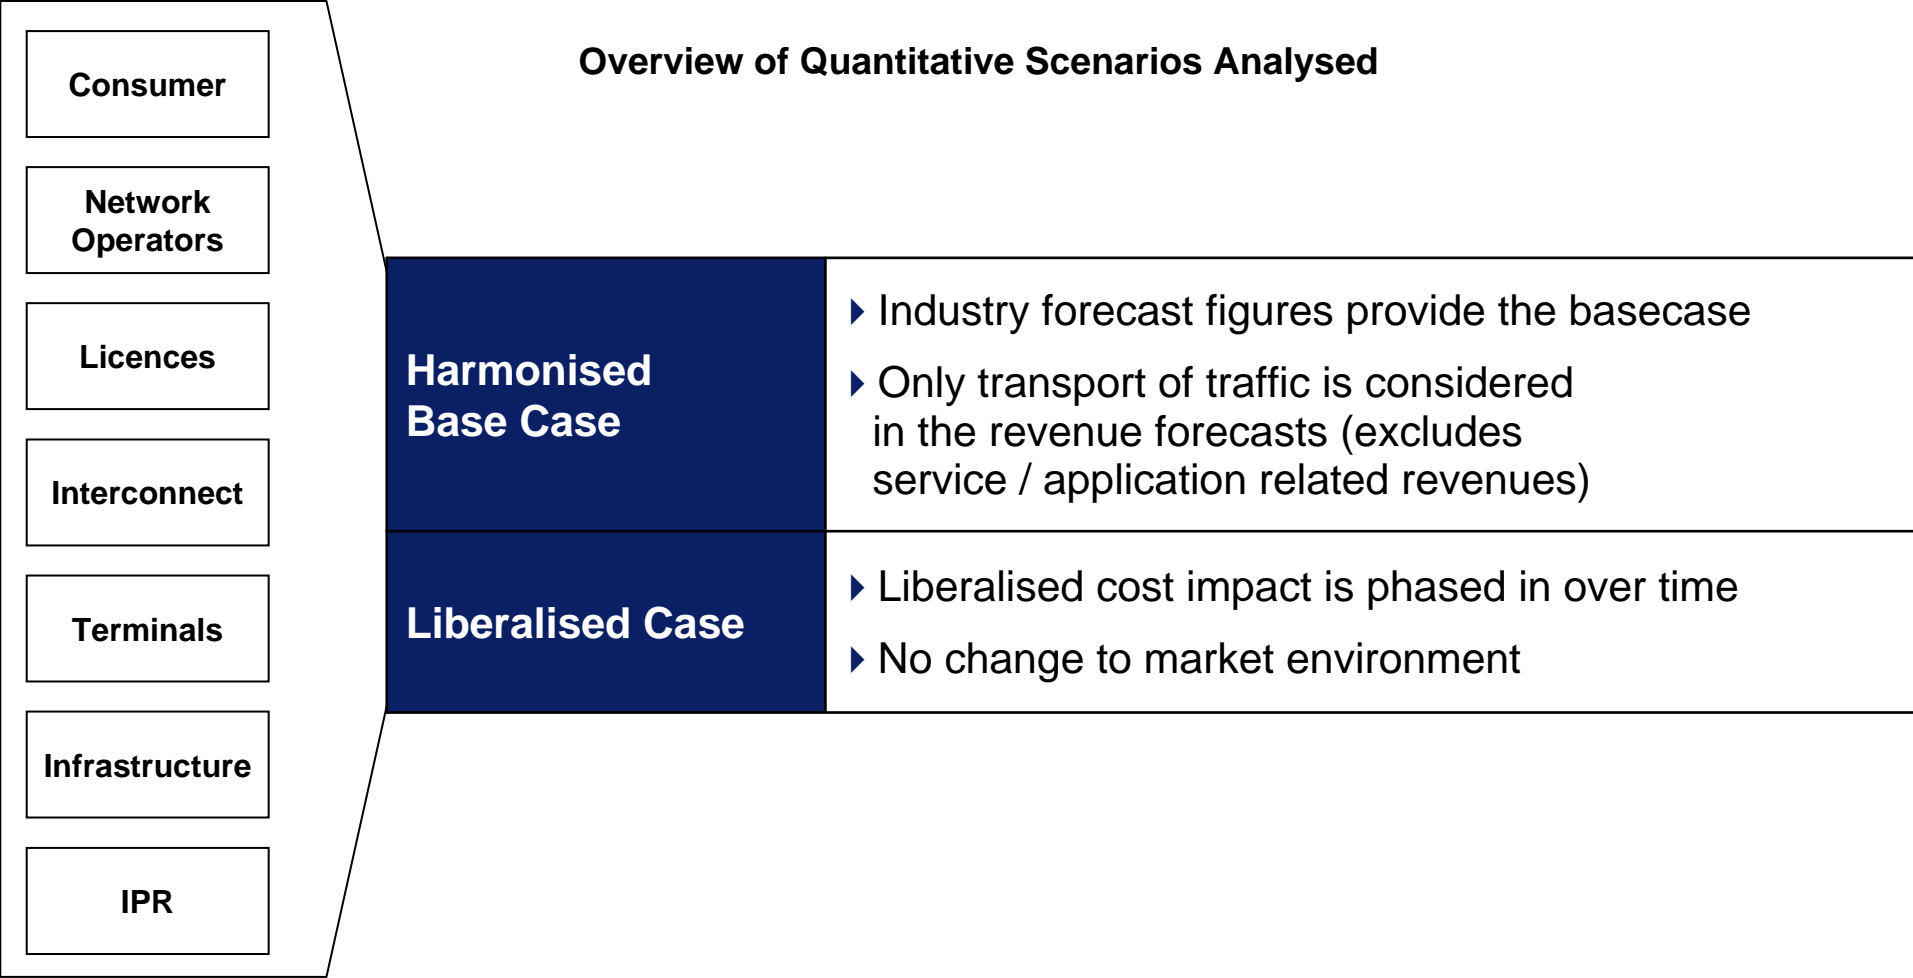 Overview of Quantitative Scenarios Analysed
Consumer
Network
Operators
Licences
Interconnect
Terminals
Infrastructure
IPR
Harmonised
Base Case
Industry forecast figures provide the basecase
Only transport of traffic is considered
in the revenue forecasts (excludes
service / application related revenues)
Liberalised Case
Liberalised cost impact is phased in over time
No change to market environment